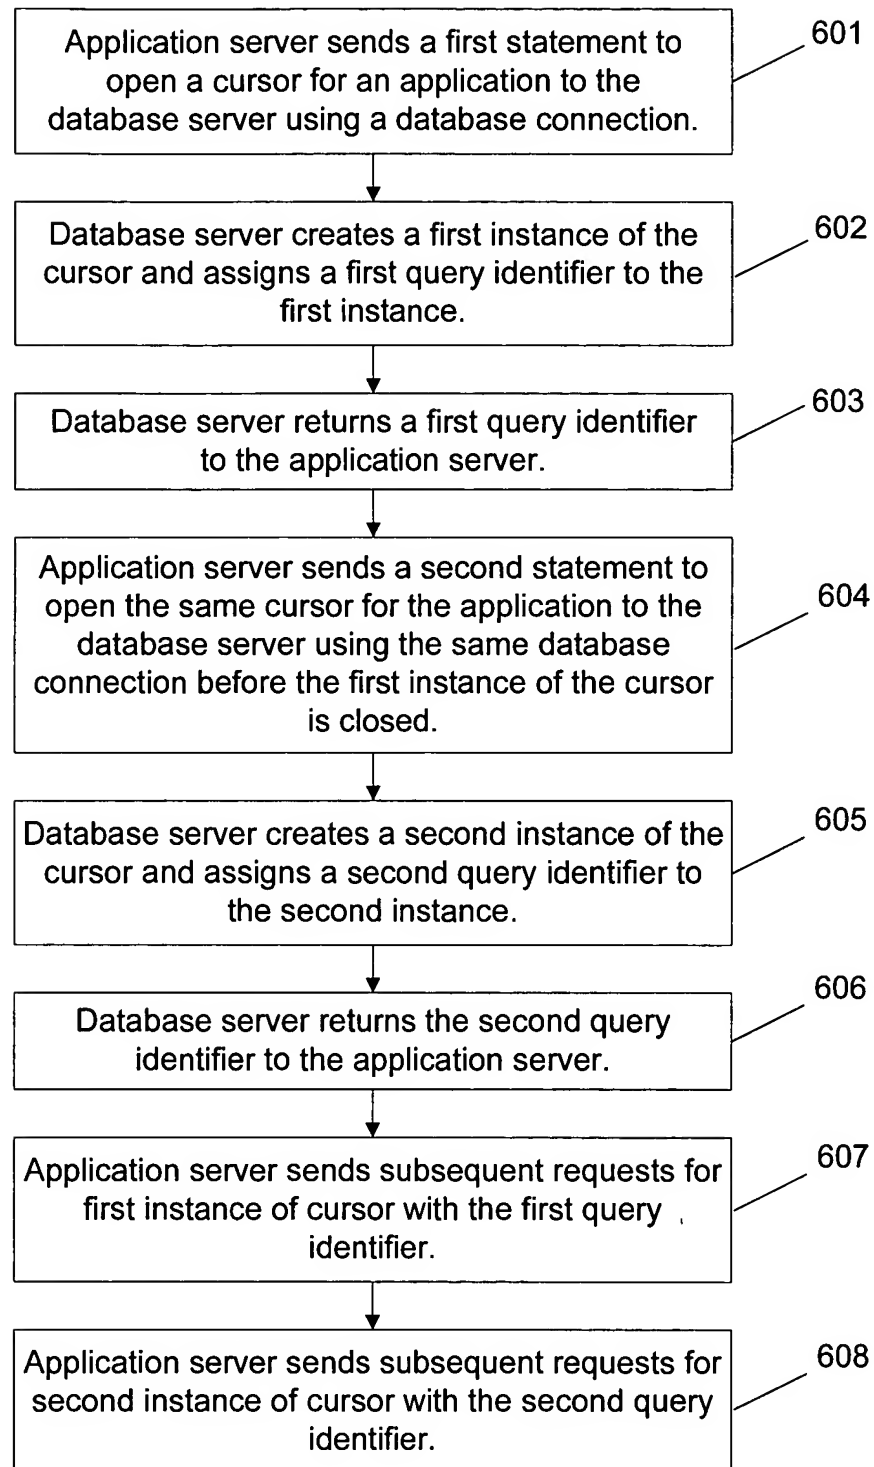 Application server sends a first statement to
open a cursor for an application to the
database server using a database connection.
601
Database server creates a first instance of the
cursor and assigns a first query identifier to the
first instance.
602
Database server returns a first query identifier
to the application server.
603
Application server sends a second statement to
open the same cursor for the application to the
database server using the same database
connection before the first instance of the cursor
is closed.
604
Database server creates a second instance of the
cursor and assigns a second query identifier to
the second instance.
605
Database server returns the second query
identifier to the application server.
606
Application server sends subsequent requests for
first instance of cursor with the first query
identifier.
607
Application server sends subsequent requests for
second instance of cursor with the second query
identifier.
608